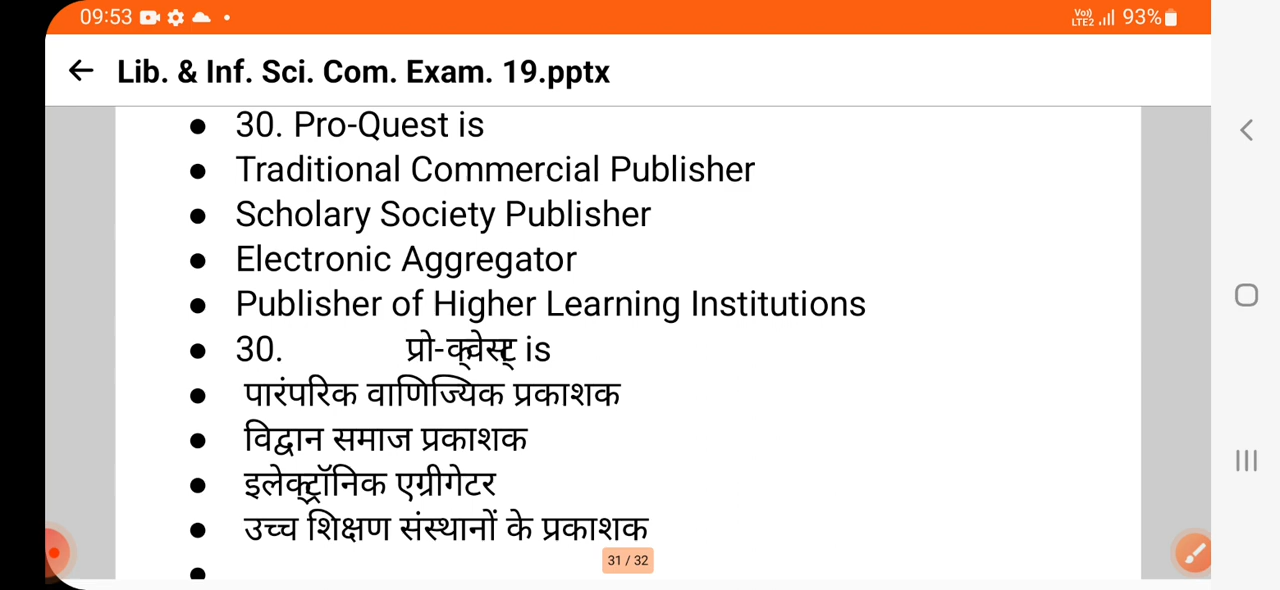 09:53 Vo)) LTE2 93%
Lib. & Inf. Sci. Com. Exam. 19.pptx
● 30. Pro-Quest is
● Traditional Commercial Publisher
● Scholary Society Publisher
● Electronic Aggregator
● Publisher of Higher Learning Institutions
● 30. प्रो-क्वेस्ट् is
● पारंपरिक वाणिज्यिक प्रकाशक
● विद्वान समाज प्रकाशक
● इलेक्ट्रॉनिक एग्रीगेटर
● उच्च शिक्षण संस्थानों के प्रकाशक
●
31 / 32